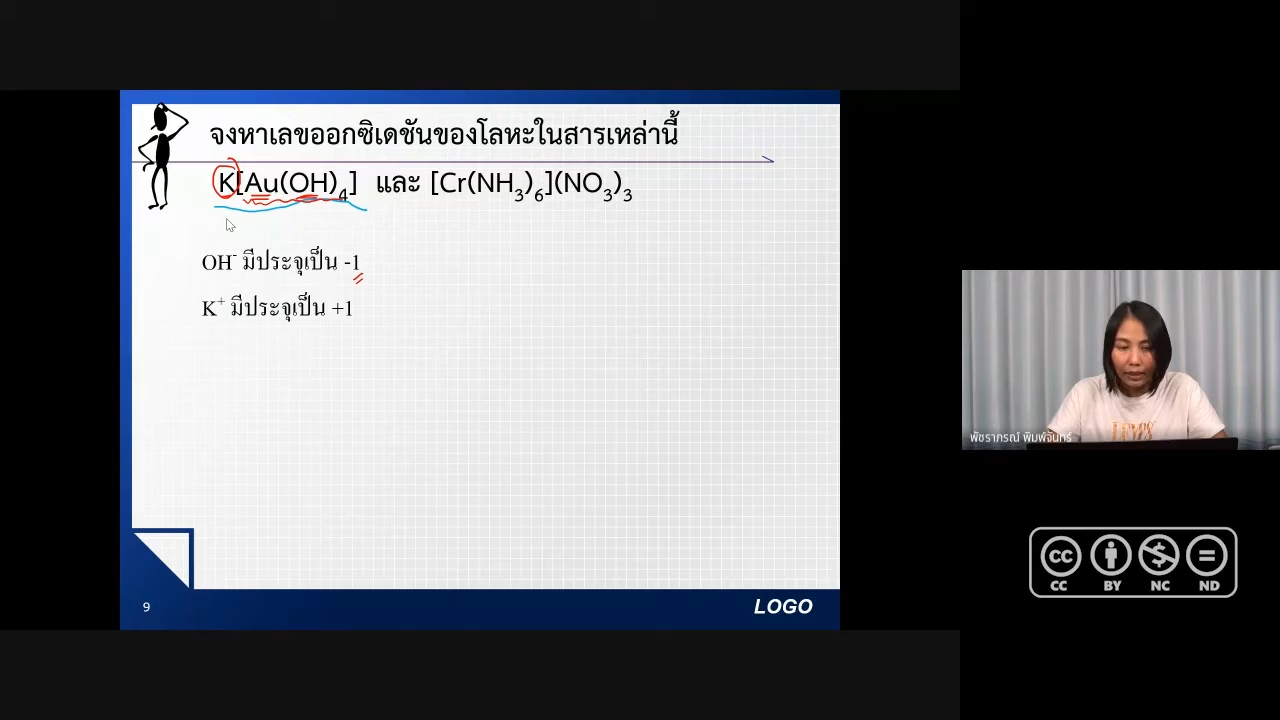 จงหาเลขออกซิเดชันของโลหะในสารเหล่านี้
K[Au(OH)₄] และ [Cr(NH₃)₆](NO₃)₃
OH⁻ มีประจุเป็น -1
K⁺ มีประจุเป็น +1
พัชราภรณ์ พิมพ์จันทร์
CC BY NC ND
9
LOGO